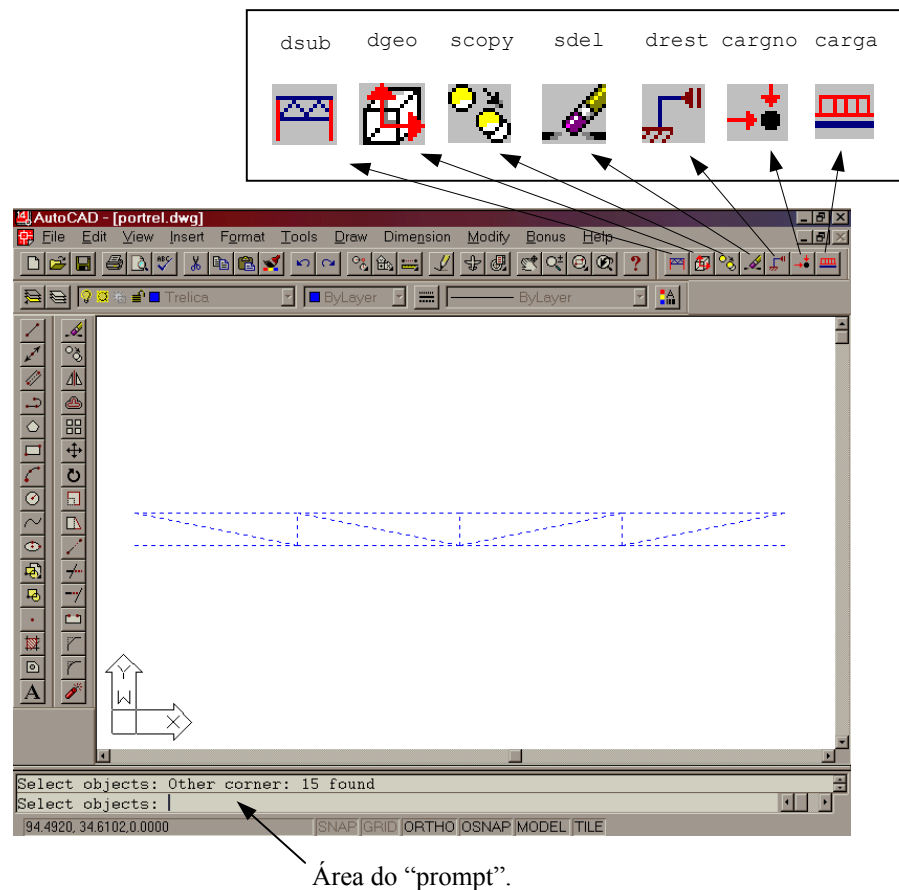 dsub dgeo scopy sdel drest cargno carga
AutoCAD - [portrel.dwg]
File Edit View Insert Format Tools Draw Dimension Modify Bonus Help
ABC
?
Trelica ByLayer ByLayer
A
Y
W
X
Select objects: Other corner: 15 found
Select objects:
94.4920, 34.6102,0.0000 SNAP GRID ORTHO OSNAP MODEL TILE
Área do “prompt”.